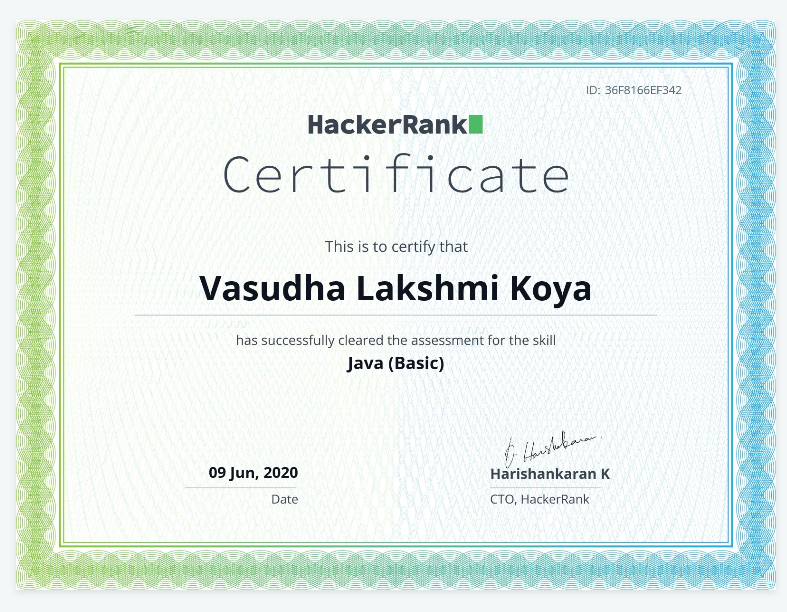 ID: 36F8166EF342
HackerRank
Certificate
This is to certify that
Vasudha Lakshmi Koya
has successfully cleared the assessment for the skill
Java (Basic)
09 Jun, 2020
Date
Harishankaran K
CTO, HackerRank